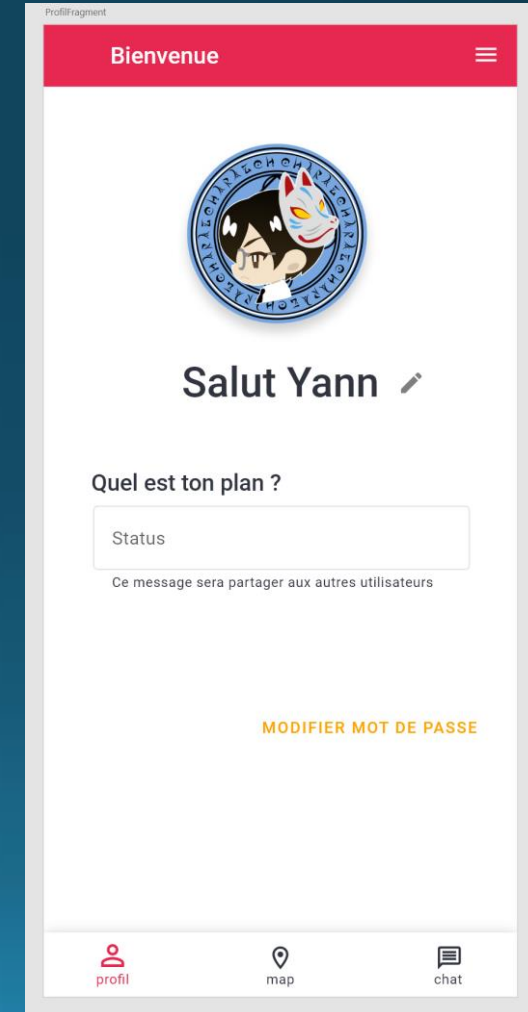 ProfilFragment
Bienvenue
Salut Yann
Quel est ton plan ?
Status
Ce message sera partager aux autres utilisateurs
MODIFIER MOT DE PASSE
profil
map
chat